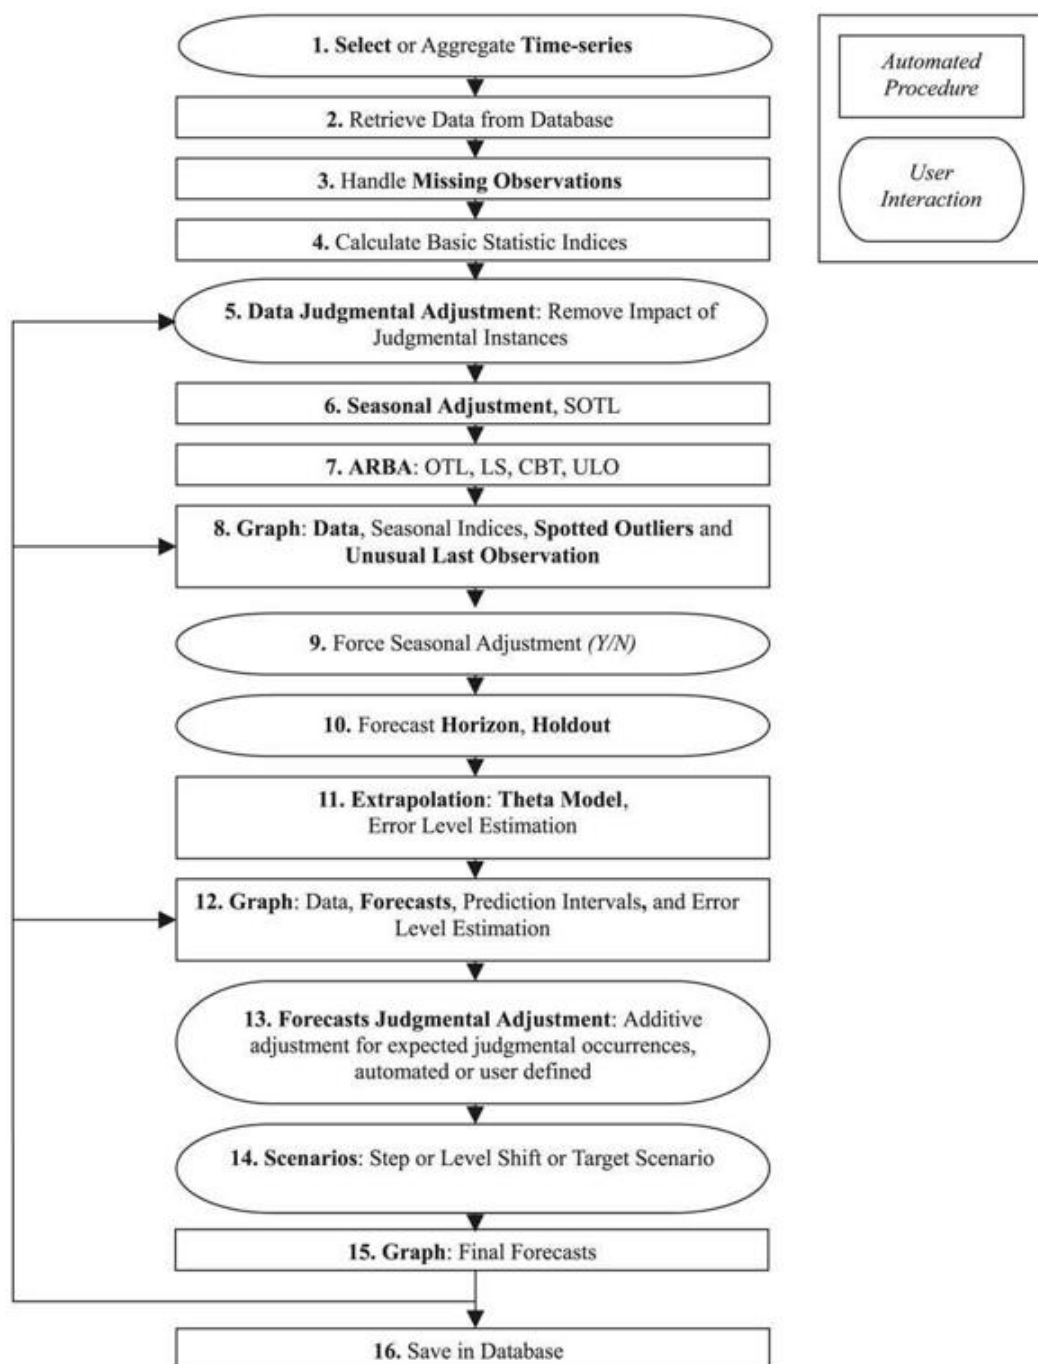 1. Select or Aggregate Time-series
2. Retrieve Data from Database
3. Handle Missing Observations
4. Calculate Basic Statistic Indices
5. Data Judgmental Adjustment: Remove Impact of
Judgmental Instances
6. Seasonal Adjustment, SOTL
7. ARBA: OTL, LS, CBT, ULO
8. Graph: Data, Seasonal Indices, Spotted Outliers and
Unusual Last Observation
9. Force Seasonal Adjustment (Y/N)
10. Forecast Horizon, Holdout
11. Extrapolation: Theta Model,
Error Level Estimation
12. Graph: Data, Forecasts, Prediction Intervals, and Error
Level Estimation
13. Forecasts Judgmental Adjustment: Additive
adjustment for expected judgmental occurrences,
automated or user defined
14. Scenarios: Step or Level Shift or Target Scenario
15. Graph: Final Forecasts
16. Save in Database
Automated
Procedure
User
Interaction